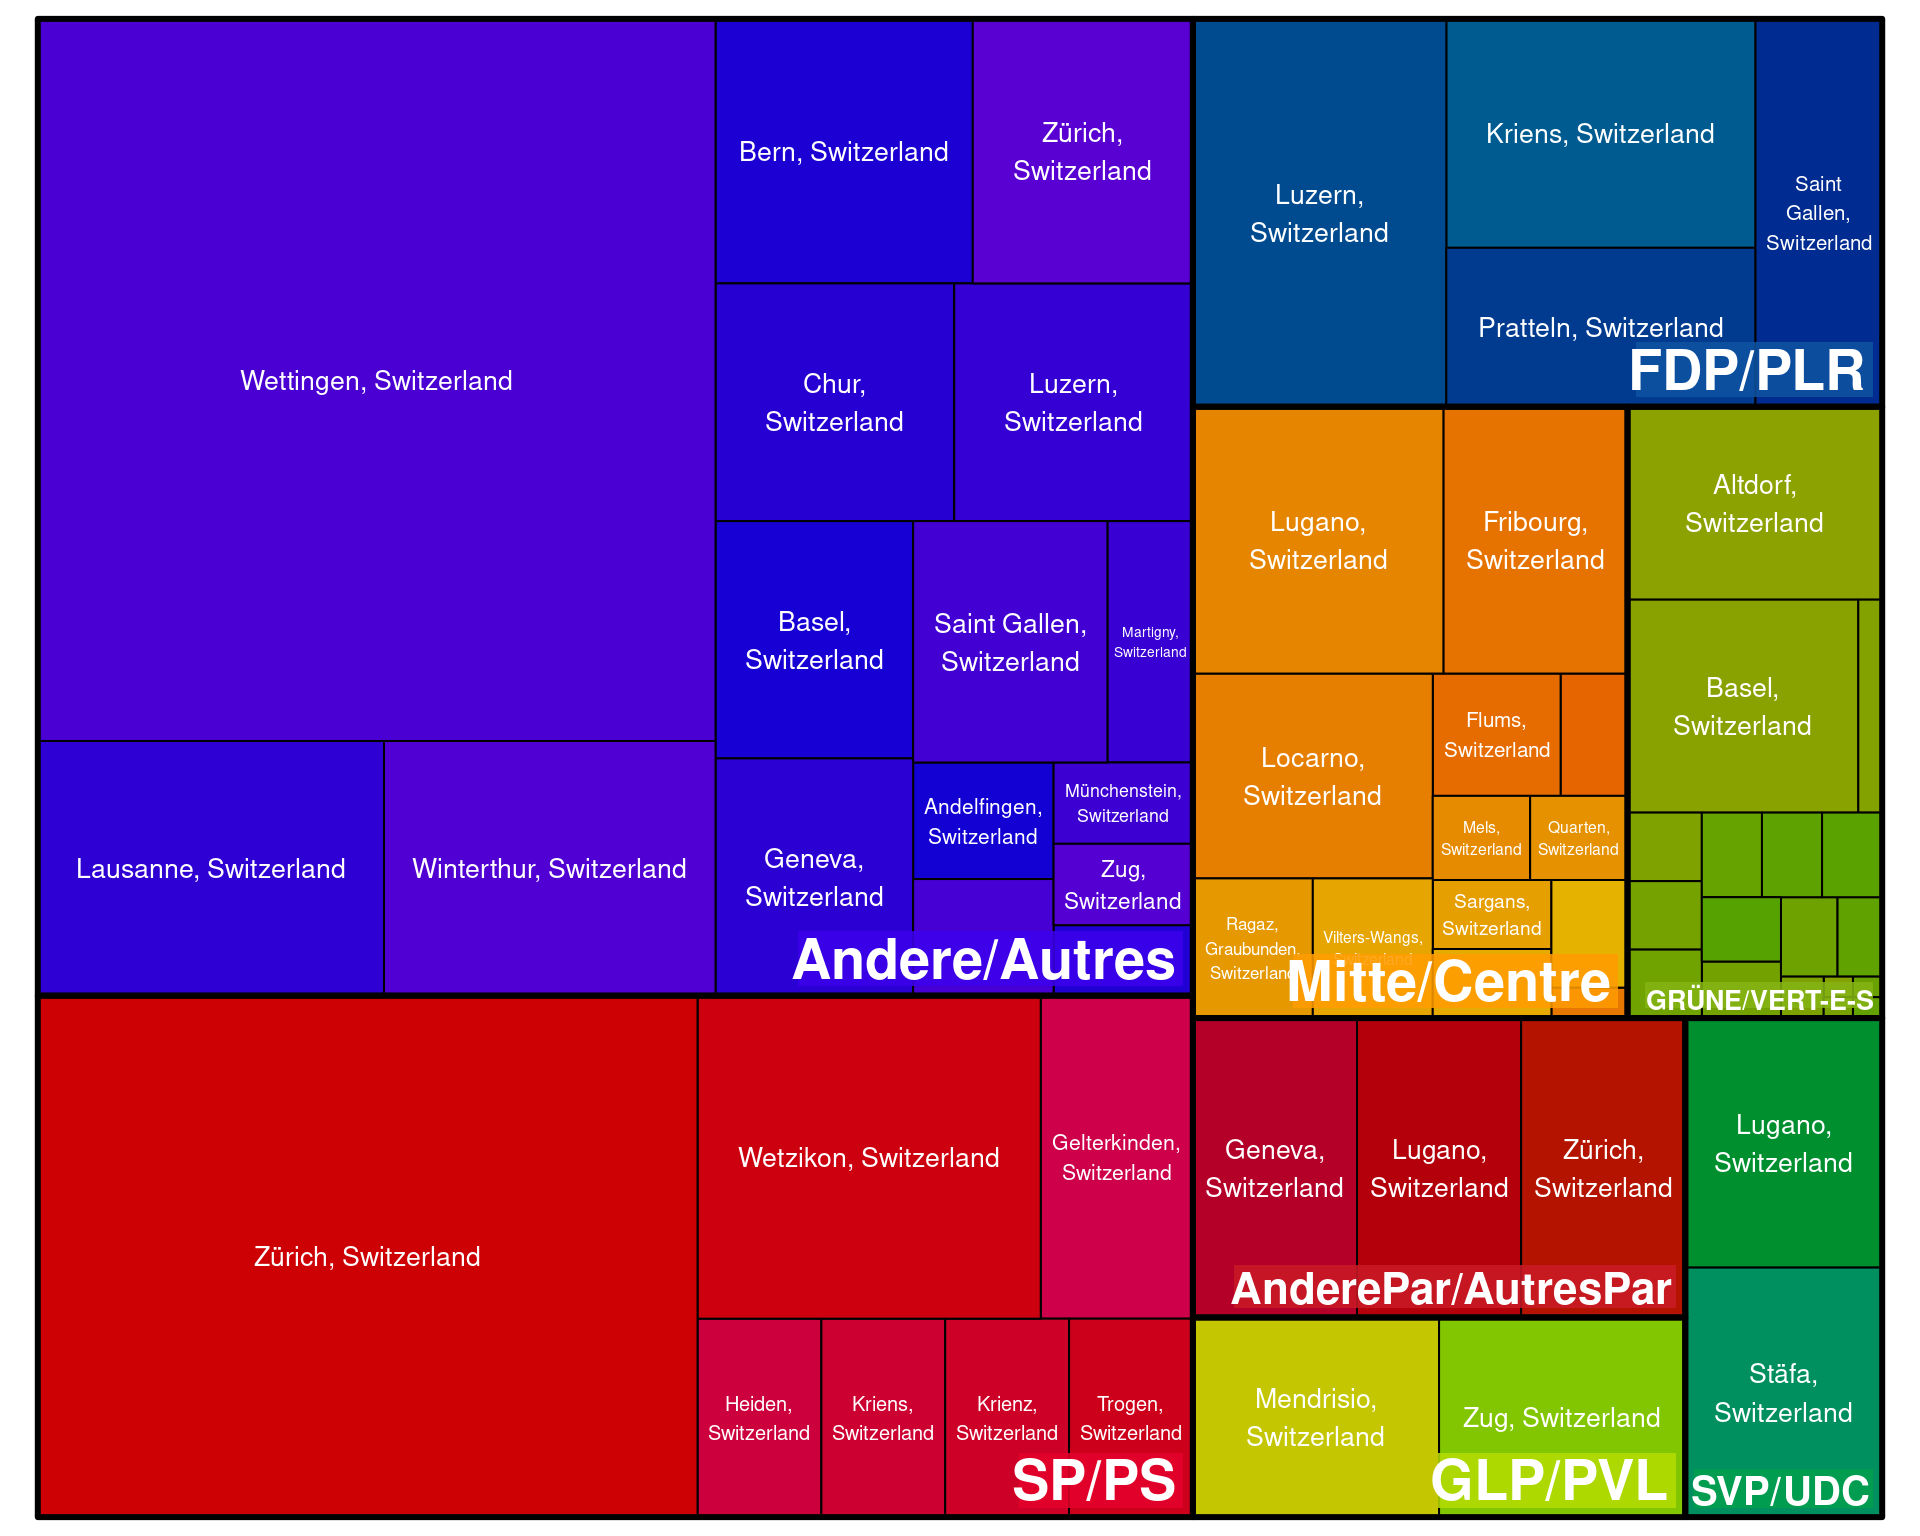 Wettingen, Switzerland
Bern, Switzerland
Zürich,
Switzerland
Chur,
Switzerland
Luzern,
Switzerland
Basel,
Switzerland
Saint Gallen,
Switzerland
Martigny,
Switzerland
Lausanne, Switzerland
Winterthur, Switzerland
Geneva,
Switzerland
Andelfingen,
Switzerland
Münchenstein,
Switzerland
Zug,
Switzerland
Andere/Autres
Luzern,
Switzerland
Kriens, Switzerland
Saint
Gallen,
Switzerland
Pratteln, Switzerland
FDP/PLR
Lugano,
Switzerland
Fribourg,
Switzerland
Locarno,
Switzerland
Flums,
Switzerland
Mels,
Switzerland
Quarten,
Switzerland
Ragaz,
Graubunden,
Switzerland
Vilters-Wangs,
Switzerland
Sargans,
Switzerland
Mitte/Centre
Altdorf,
Switzerland
Basel,
Switzerland
GRÜNE/VERT-E-S
Zürich, Switzerland
Wetzikon, Switzerland
Gelterkinden,
Switzerland
Heiden,
Switzerland
Kriens,
Switzerland
Krienz,
Switzerland
Trogen,
Switzerland
SP/PS
Geneva,
Switzerland
Lugano,
Switzerland
Zürich,
Switzerland
AnderePar/AutresPar
Mendrisio,
Switzerland
Zug, Switzerland
GLP/PVL
Lugano,
Switzerland
Stäfa,
Switzerland
SVP/UDC